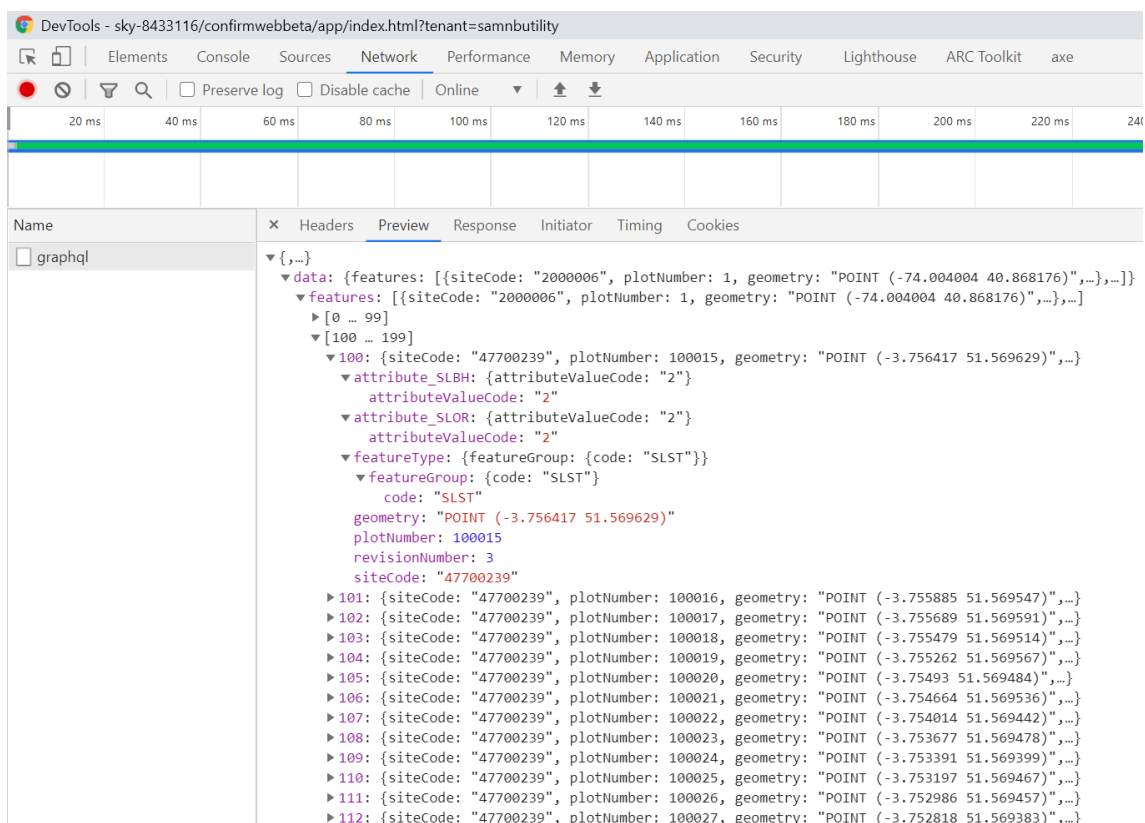 DevTools - sky-8433116/confirmwebbeta/app/index.html?tenant=samnbutility
Elements Console Sources Network Performance Memory Application Security Lighthouse ARC Toolkit axe
Preserve log Disable cache Online ▼
20 ms 40 ms 60 ms 80 ms 100 ms 120 ms 140 ms 160 ms 180 ms 200 ms 220 ms 240
Name × Headers Preview Response Initiator Timing Cookies
graphql ▼{,…}
▼data: {features: [{siteCode: "2000006", plotNumber: 1, geometry: "POINT (-74.004004 40.868176)",…},…]}
▼features: [{siteCode: "2000006", plotNumber: 1, geometry: "POINT (-74.004004 40.868176)",…},…]
▶[0 … 99]
▼[100 … 199]
▼100: {siteCode: "47700239", plotNumber: 100015, geometry: "POINT (-3.756417 51.569629)",…}
▼attribute_SLBH: {attributeValueCode: "2"}
attributeValueCode: "2"
▼attribute_SLOR: {attributeValueCode: "2"}
attributeValueCode: "2"
▼featureType: {featureGroup: {code: "SLST"}}
▼featureGroup: {code: "SLST"}
code: "SLST"
geometry: "POINT (-3.756417 51.569629)"
plotNumber: 100015
revisionNumber: 3
siteCode: "47700239"
▶101: {siteCode: "47700239", plotNumber: 100016, geometry: "POINT (-3.755885 51.569547)",…}
▶102: {siteCode: "47700239", plotNumber: 100017, geometry: "POINT (-3.755689 51.569591)",…}
▶103: {siteCode: "47700239", plotNumber: 100018, geometry: "POINT (-3.755479 51.569514)",…}
▶104: {siteCode: "47700239", plotNumber: 100019, geometry: "POINT (-3.755262 51.569567)",…}
▶105: {siteCode: "47700239", plotNumber: 100020, geometry: "POINT (-3.75493 51.569484)",…}
▶106: {siteCode: "47700239", plotNumber: 100021, geometry: "POINT (-3.754664 51.569536)",…}
▶107: {siteCode: "47700239", plotNumber: 100022, geometry: "POINT (-3.754014 51.569442)",…}
▶108: {siteCode: "47700239", plotNumber: 100023, geometry: "POINT (-3.753677 51.569478)",…}
▶109: {siteCode: "47700239", plotNumber: 100024, geometry: "POINT (-3.753391 51.569399)",…}
▶110: {siteCode: "47700239", plotNumber: 100025, geometry: "POINT (-3.753197 51.569467)",…}
▶111: {siteCode: "47700239", plotNumber: 100026, geometry: "POINT (-3.752986 51.569457)",…}
▶112: {siteCode: "47700239", plotNumber: 100027, geometry: "POINT (-3.752818 51.569383)",…}